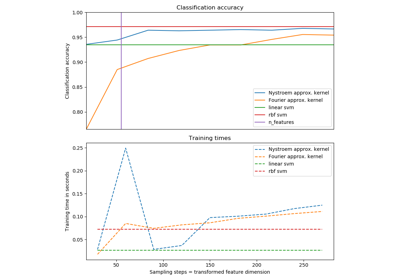 Classification accuracy
1.00
0.95
0.90
0.85
0.80
Classification accuracy
Nystroem approx. kernel
Fourier approx. kernel
linear svm
rbf svm
n_features
Training times
0.25
0.20
0.15
0.10
0.05
Training time in seconds
Nystroem approx. kernel
Fourier approx. kernel
linear svm
rbf svm
50 100 150 200 250
Sampling steps = transformed feature dimension